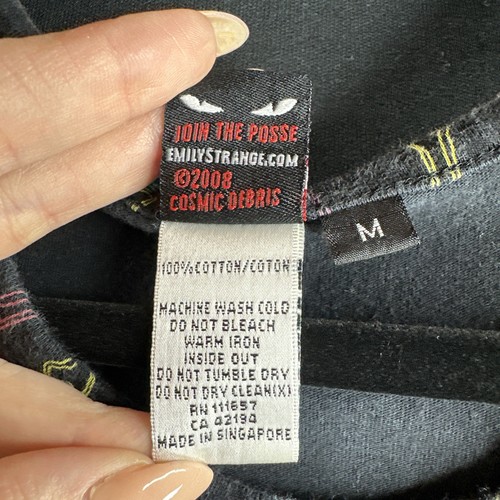 JOIN THE POSSE
EMILYSTRANGE.COM
©2008
COSMIC DEBRIS
M
100% COTTON/COTON
MACHINE WASH COLD
DO NOT BLEACH
WARM IRON
INSIDE OUT
DO NOT TUMBLE DRY
DO NOT DRY CLEAN(X)
RN 111657
CA 42194
MADE IN SINGAPORE